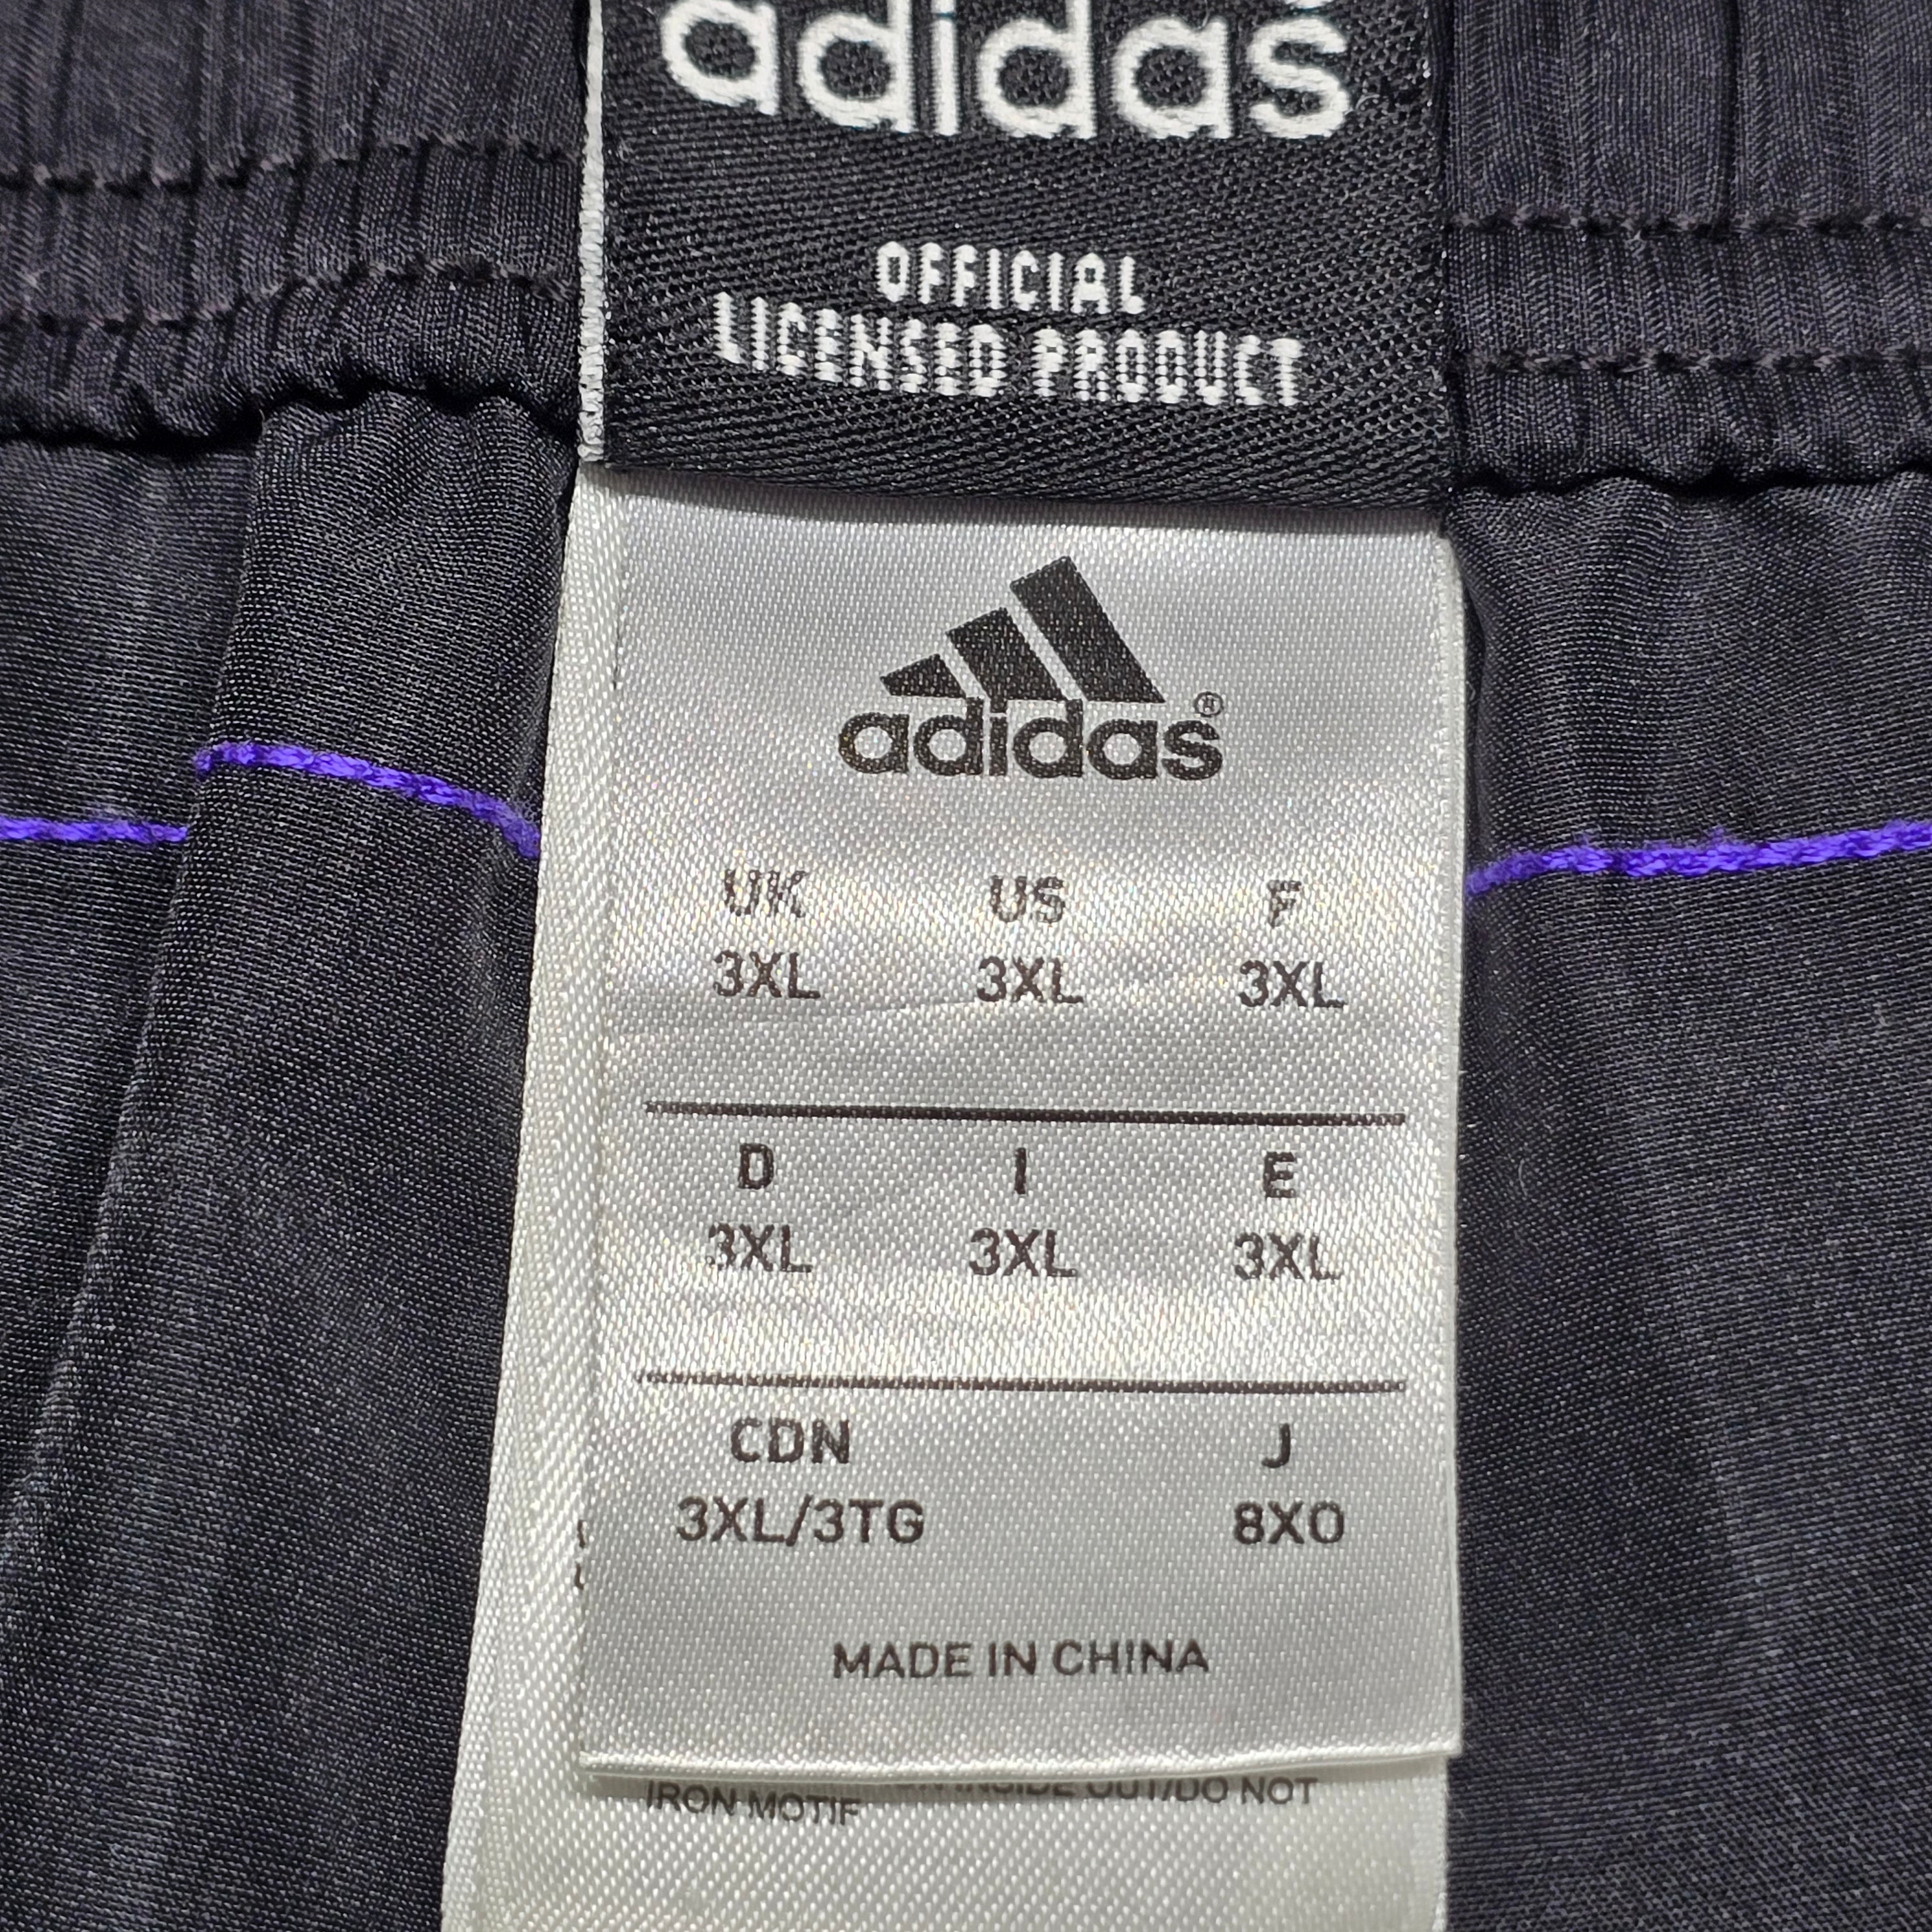 adidas
OFFICIAL
LICENSED PRODUCT
adidas®
UK US F
3XL 3XL 3XL
D I E
3XL 3XL 3XL
CDN J
3XL/3TG 8XO
MADE IN CHINA
INSIDE OUT/DO NOT
IRON MOTIF